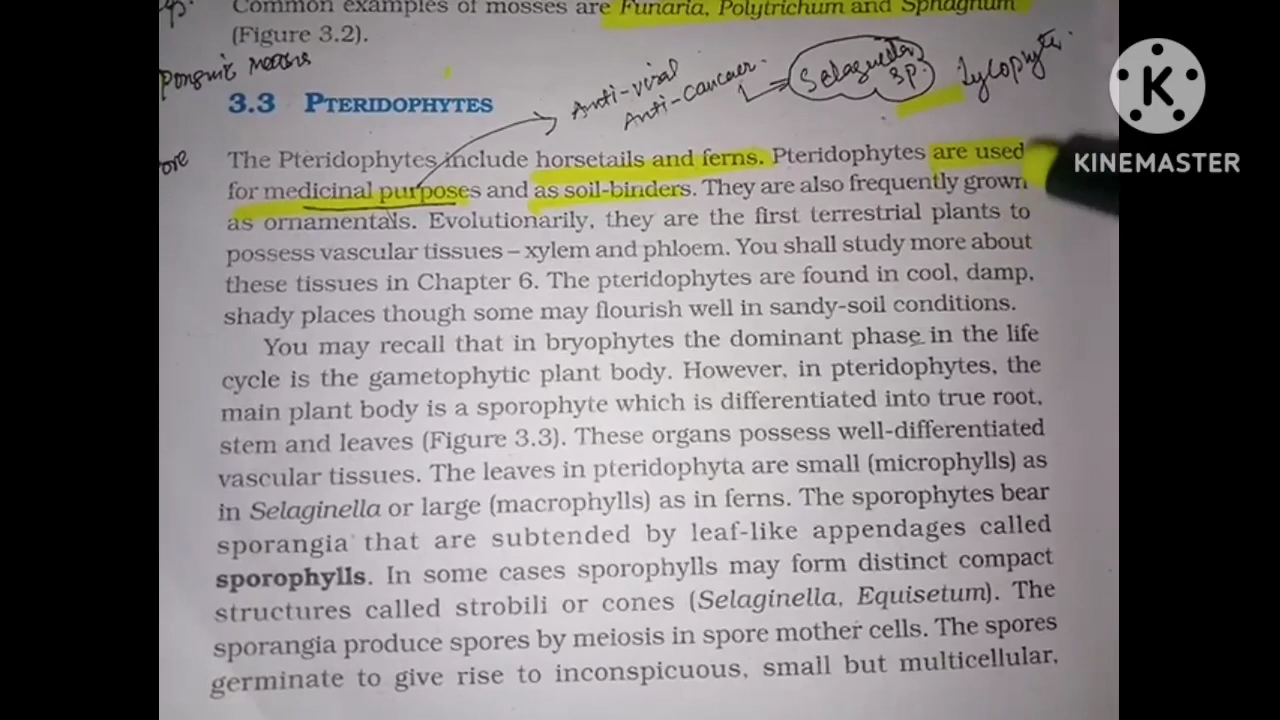 Common examples of mosses are Funaria, Polytrichum and Sphagnum
(Figure 3.2).
3.3 PTERIDOPHYTES
Anti-viral
Anti-cancaer.
Selaginella
sp.
Lycophyte.
K
KINEMASTER
The Pteridophytes include horsetails and ferns. Pteridophytes are used
for medicinal purposes and as soil-binders. They are also frequently grown
as ornamentals. Evolutionarily, they are the first terrestrial plants to
possess vascular tissues – xylem and phloem. You shall study more about
these tissues in Chapter 6. The pteridophytes are found in cool, damp,
shady places though some may flourish well in sandy-soil conditions.
You may recall that in bryophytes the dominant phase in the life
cycle is the gametophytic plant body. However, in pteridophytes, the
main plant body is a sporophyte which is differentiated into true root,
stem and leaves (Figure 3.3). These organs possess well-differentiated
vascular tissues. The leaves in pteridophyta are small (microphylls) as
in Selaginella or large (macrophylls) as in ferns. The sporophytes bear
sporangia that are subtended by leaf-like appendages called
sporophylls. In some cases sporophylls may form distinct compact
structures called strobili or cones (Selaginella, Equisetum). The
sporangia produce spores by meiosis in spore mother cells. The spores
germinate to give rise to inconspicuous, small but multicellular,